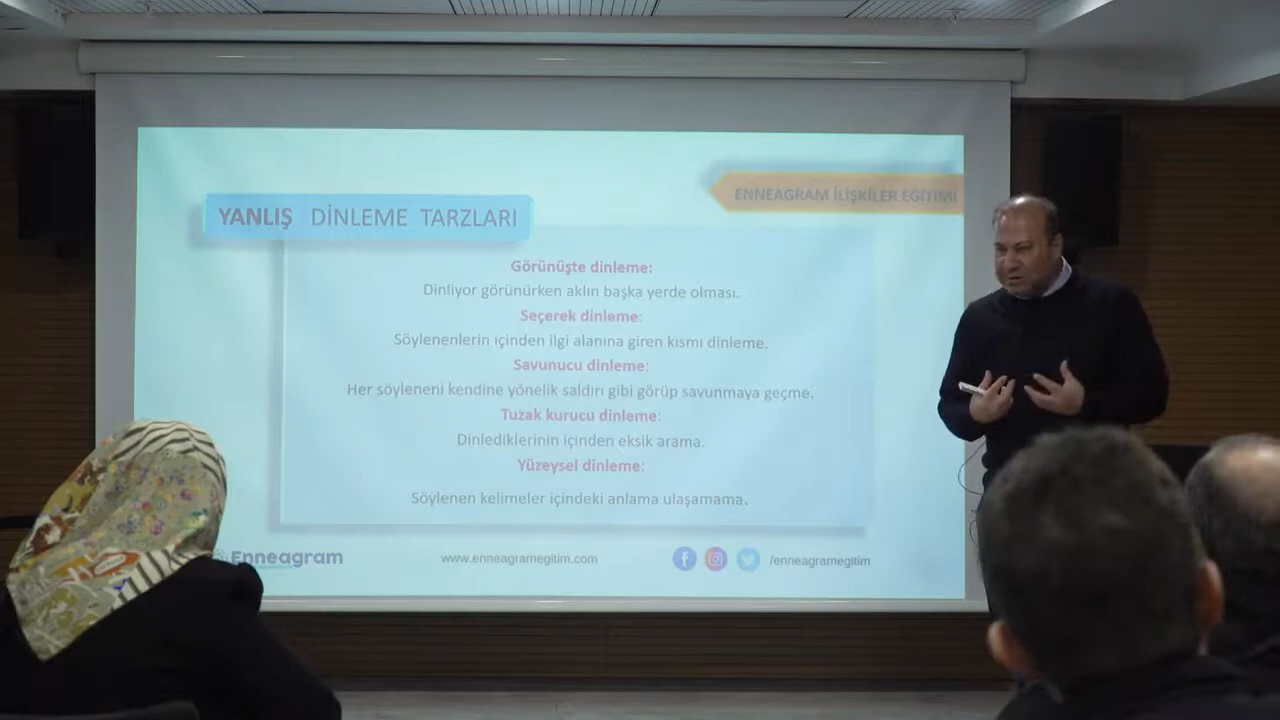 ENNEAGRAM İLİŞKİLER EĞİTİMİ
YANLIŞ DİNLEME TARZLARI
Görünüşte dinleme:
Dinliyor görünürken aklın başka yerde olması.
Seçerek dinleme:
Söylenenlerin içinden ilgi alanına giren kısmı dinleme.
Savunucu dinleme:
Her söyleneni kendine yönelik saldırı gibi görüp savunmaya geçme.
Tuzak kurucu dinleme:
Dinlediklerinin içinden eksik arama.
Yüzeysel dinleme:
Söylenen kelimeler içindeki anlama ulaşamama.
Enneagram
www.enneagramegitim.com
/enneagramegitim